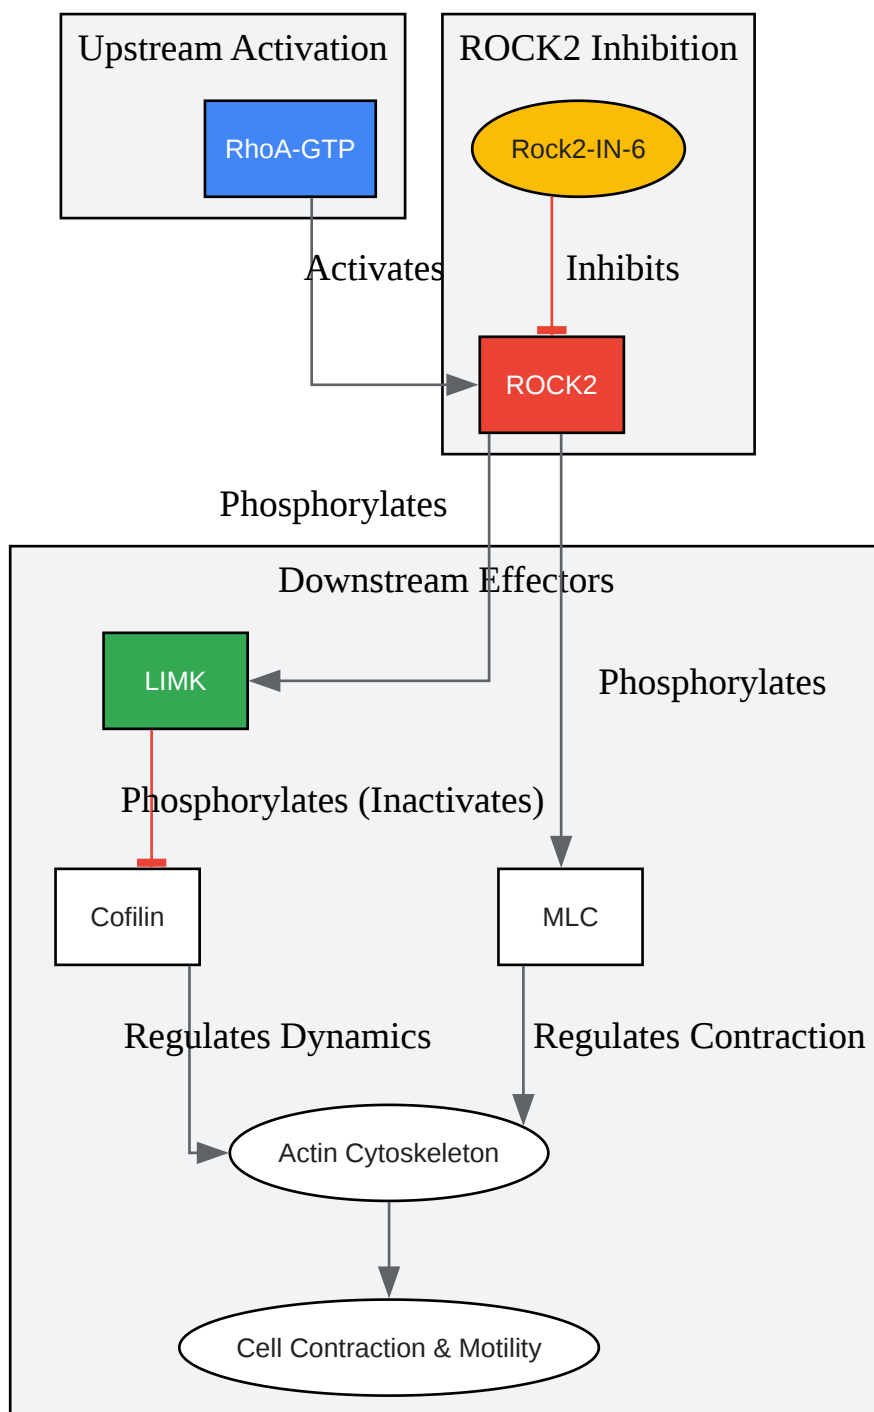 Upstream Activation
ROCK2 Inhibition
RhoA-GTP
Rock2-IN-6
Activates
Inhibits
ROCK2
Phosphorylates
Downstream Effectors
LIMK
Phosphorylates
Phosphorylates (Inactivates)
Cofilin
MLC
Regulates Dynamics
Regulates Contraction
Actin Cytoskeleton
Cell Contraction & Motility